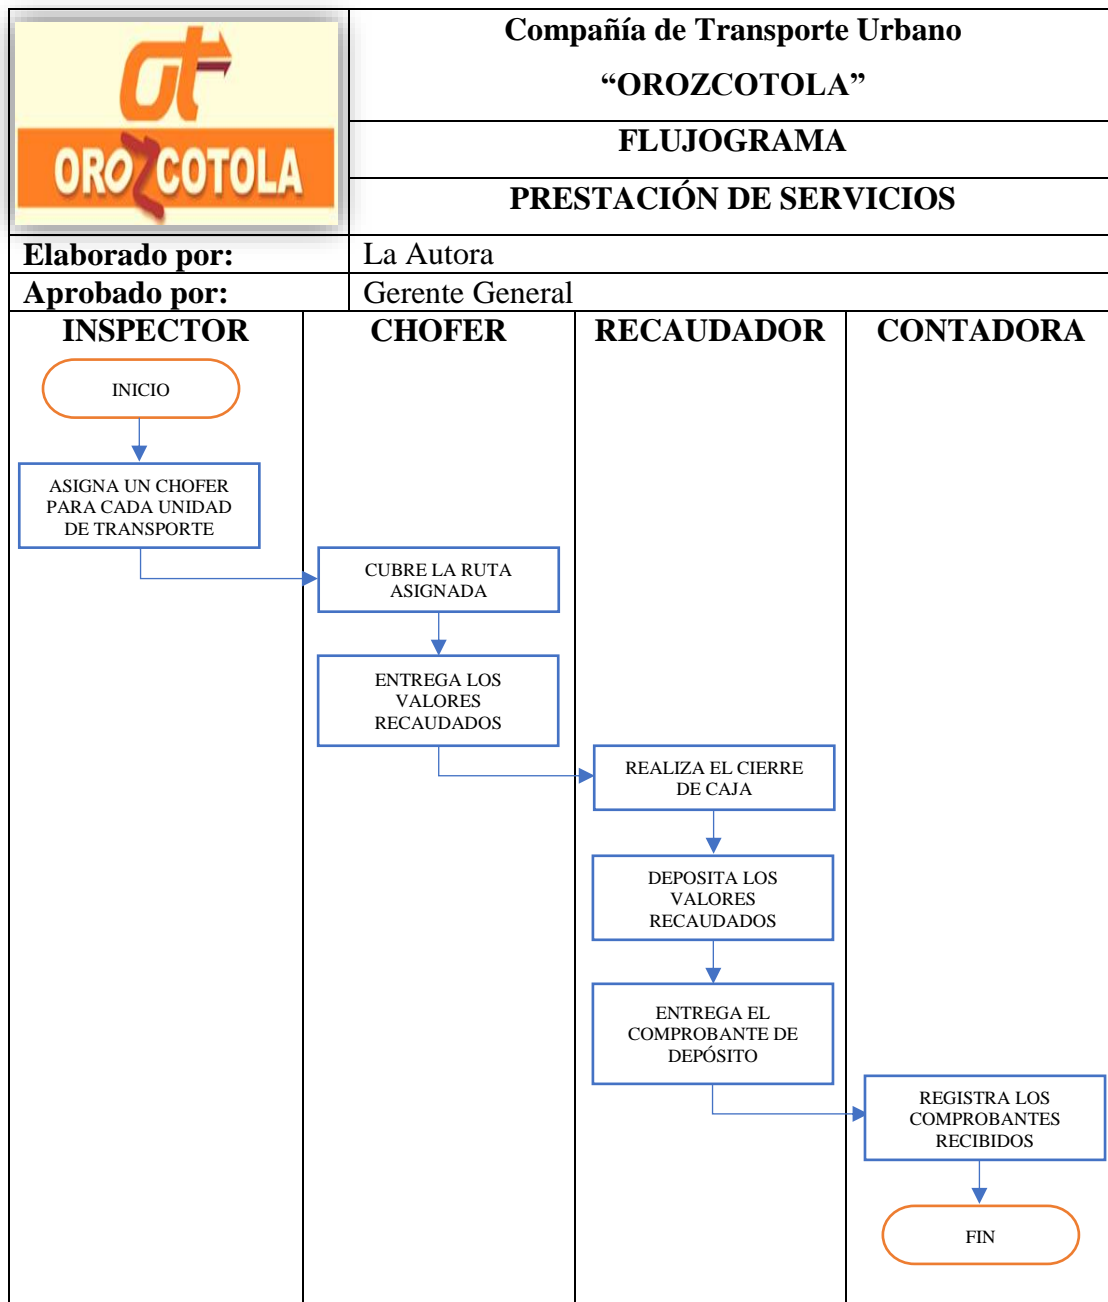 ot
OROZCOTOLA
Compañía de Transporte Urbano
“OROZCOTOLA”
FLUJOGRAMA
PRESTACIÓN DE SERVICIOS
Elaborado por:
La Autora
Aprobado por:
Gerente General
INSPECTOR
CHOFER
RECAUDADOR
CONTADORA
INICIO
ASIGNA UN CHOFER
PARA CADA UNIDAD
DE TRANSPORTE
CUBRE LA RUTA
ASIGNADA
ENTREGA LOS
VALORES
RECAUDADOS
REALIZA EL CIERRE
DE CAJA
DEPOSITA LOS
VALORES
RECAUDADOS
ENTREGA EL
COMPROBANTE DE
DEPÓSITO
REGISTRA LOS
COMPROBANTES
RECIBIDOS
FIN